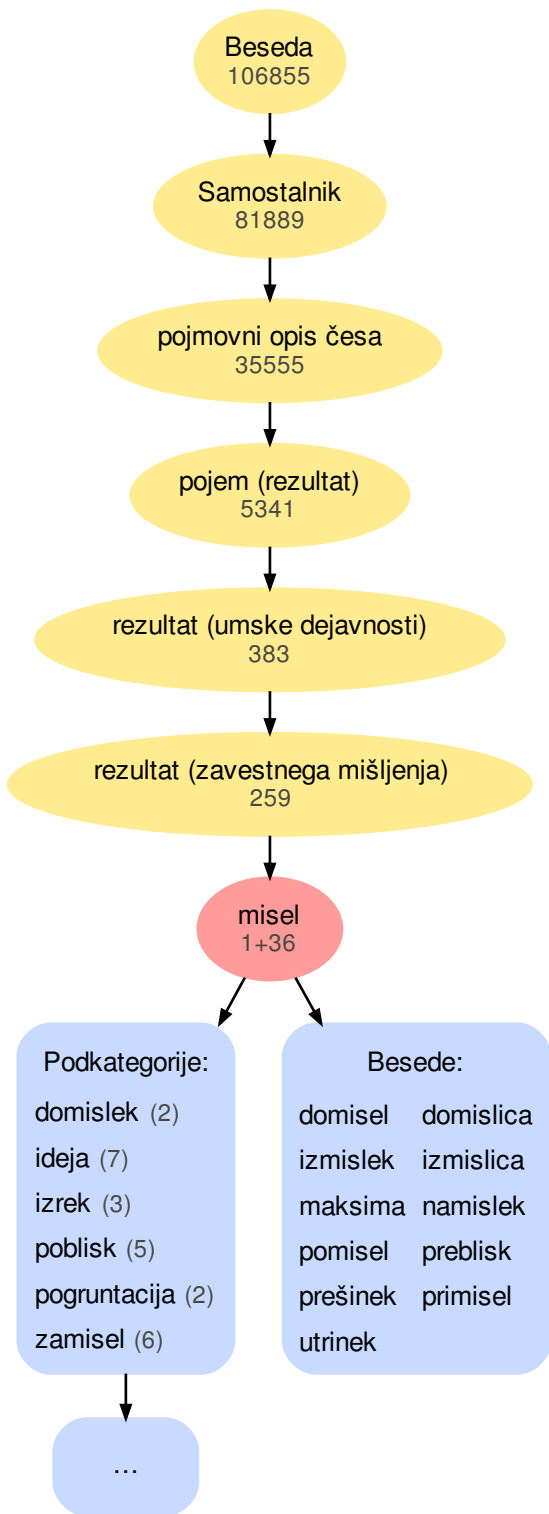 Beseda
106855
Samostalnik
81889
pojmovni opis česa
35555
pojem (rezultat)
5341
rezultat (umske dejavnosti)
383
rezultat (zavestnega mišljenja)
259
misel
1+36
Podkategorije:
domislek (2)
ideja (7)
izrek (3)
poblisk (5)
pogruntacija (2)
zamisel (6)
Besede:
domisel domislica
izmislek izmislica
maksima namislek
pomisel preblisk
prešinek primisel
utrinek
…